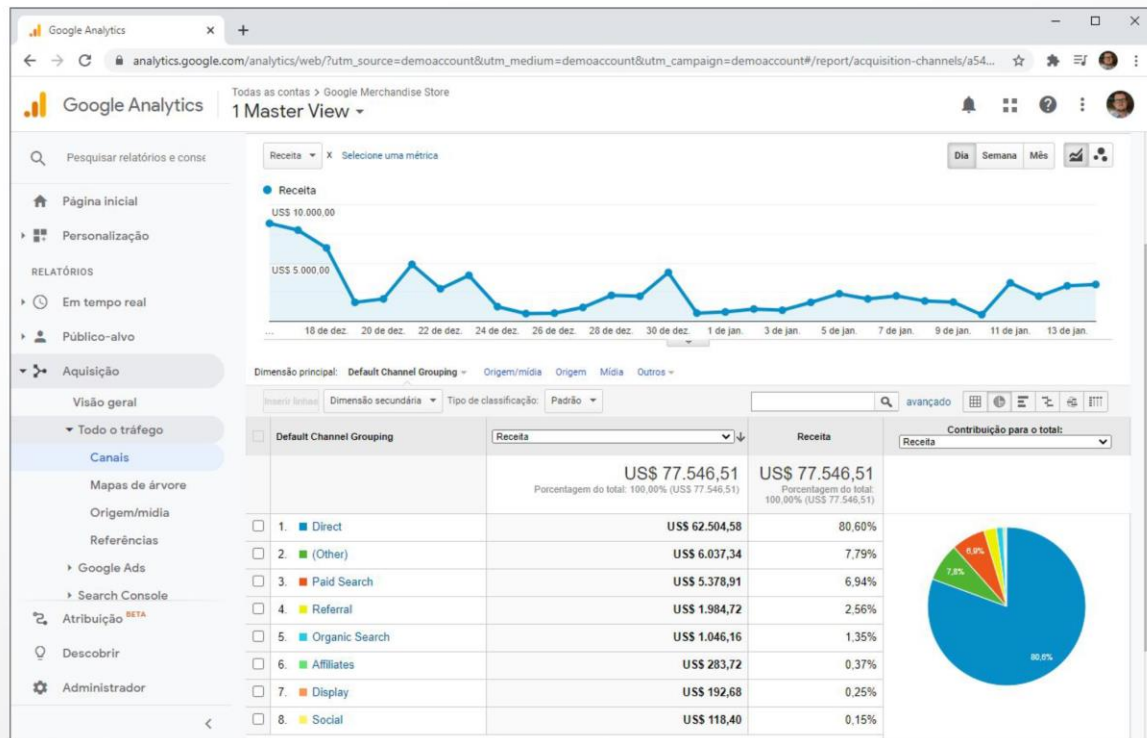 Google Analytics
analytics.google.com/analytics/web/?utm_source=demoaccount&utm_medium=demoaccount&utm_campaign=demoaccount#/report/acquisition-channels/a54...
Google Analytics
Todas as contas > Google Merchandise Store
1 Master View
Pesquisar relatórios e conse
Página inicial
Personalização
RELATÓRIOS
Em tempo real
Público-alvo
Aquisição
Visão geral
Todo o tráfego
Canais
Mapas de árvore
Origem/mídia
Referências
Google Ads
Search Console
Atribuição BETA
Descobrir
Administrador
Receita X Selecione uma métrica
Dia Semana Mês
Receita
US$ 10.000,00
US$ 5.000,00
... 18 de dez. 20 de dez. 22 de dez. 24 de dez. 26 de dez. 28 de dez. 30 de dez. 1 de jan. 3 de jan. 5 de jan. 7 de jan. 9 de jan. 11 de jan. 13 de jan.
Dimensão principal: Default Channel Grouping Origem/mídia Origem Mídia Outros
Inserir linhas Dimensão secundária Tipo de classificação: Padrão avançado
Default Channel Grouping Receita Receita Contribuição para o total:
Receita
US$ 77.546,51 US$ 77.546,51
Porcentagem do total: 100,00% (US$ 77.546,51) Porcentagem do total:
100,00% (US$ 77.546,51)
1. Direct US$ 62.504,58 80,60%
2. (Other) US$ 6.037,34 7,79%
3. Paid Search US$ 5.378,91 6,94%
4. Referral US$ 1.984,72 2,56%
5. Organic Search US$ 1.046,16 1,35%
6. Affiliates US$ 283,72 0,37%
7. Display US$ 192,68 0,25%
8. Social US$ 118,40 0,15%
6,9%
7,8%
80,6%